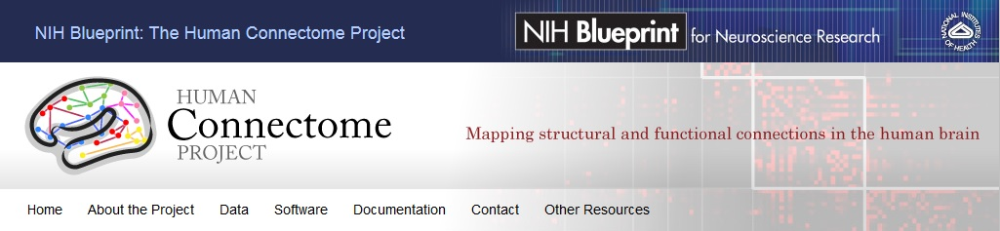 NIH Blueprint: The Human Connectome Project
NIH Blueprint for Neuroscience Research
NATIONAL INSTITUTES OF HEALTH
HUMAN
Connectome
PROJECT
Mapping structural and functional connections in the human brain
Home About the Project Data Software Documentation Contact Other Resources